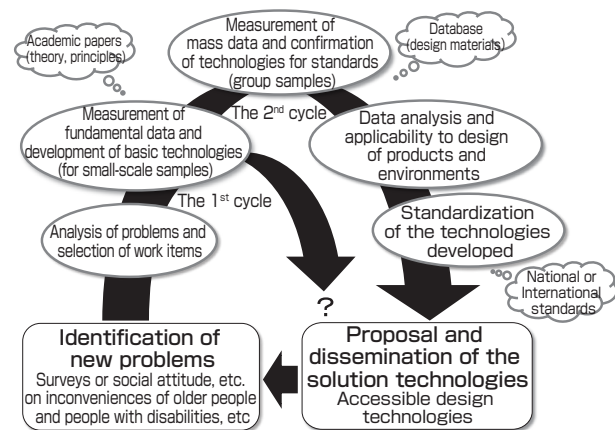 Academic papers
(theory, principles)
Measurement of
mass data and confirmation
of technologies for standards
(group samples)
Database
(design materials)
Measurement of
fundamental data and
development of basic technologies
(for small-scale samples)
The 2nd cycle
Data analysis and
applicability to design
of products and
environments
The 1st cycle
Analysis of problems and
selection of work items
Standardization
of the technologies
developed
National or
International
standards
?
Identification of
new problems
Surveys or social attitude, etc.
on inconveniences of older people
and people with disabilities, etc
Proposal and
dissemination of the
solution technologies
Accessible design
technologies